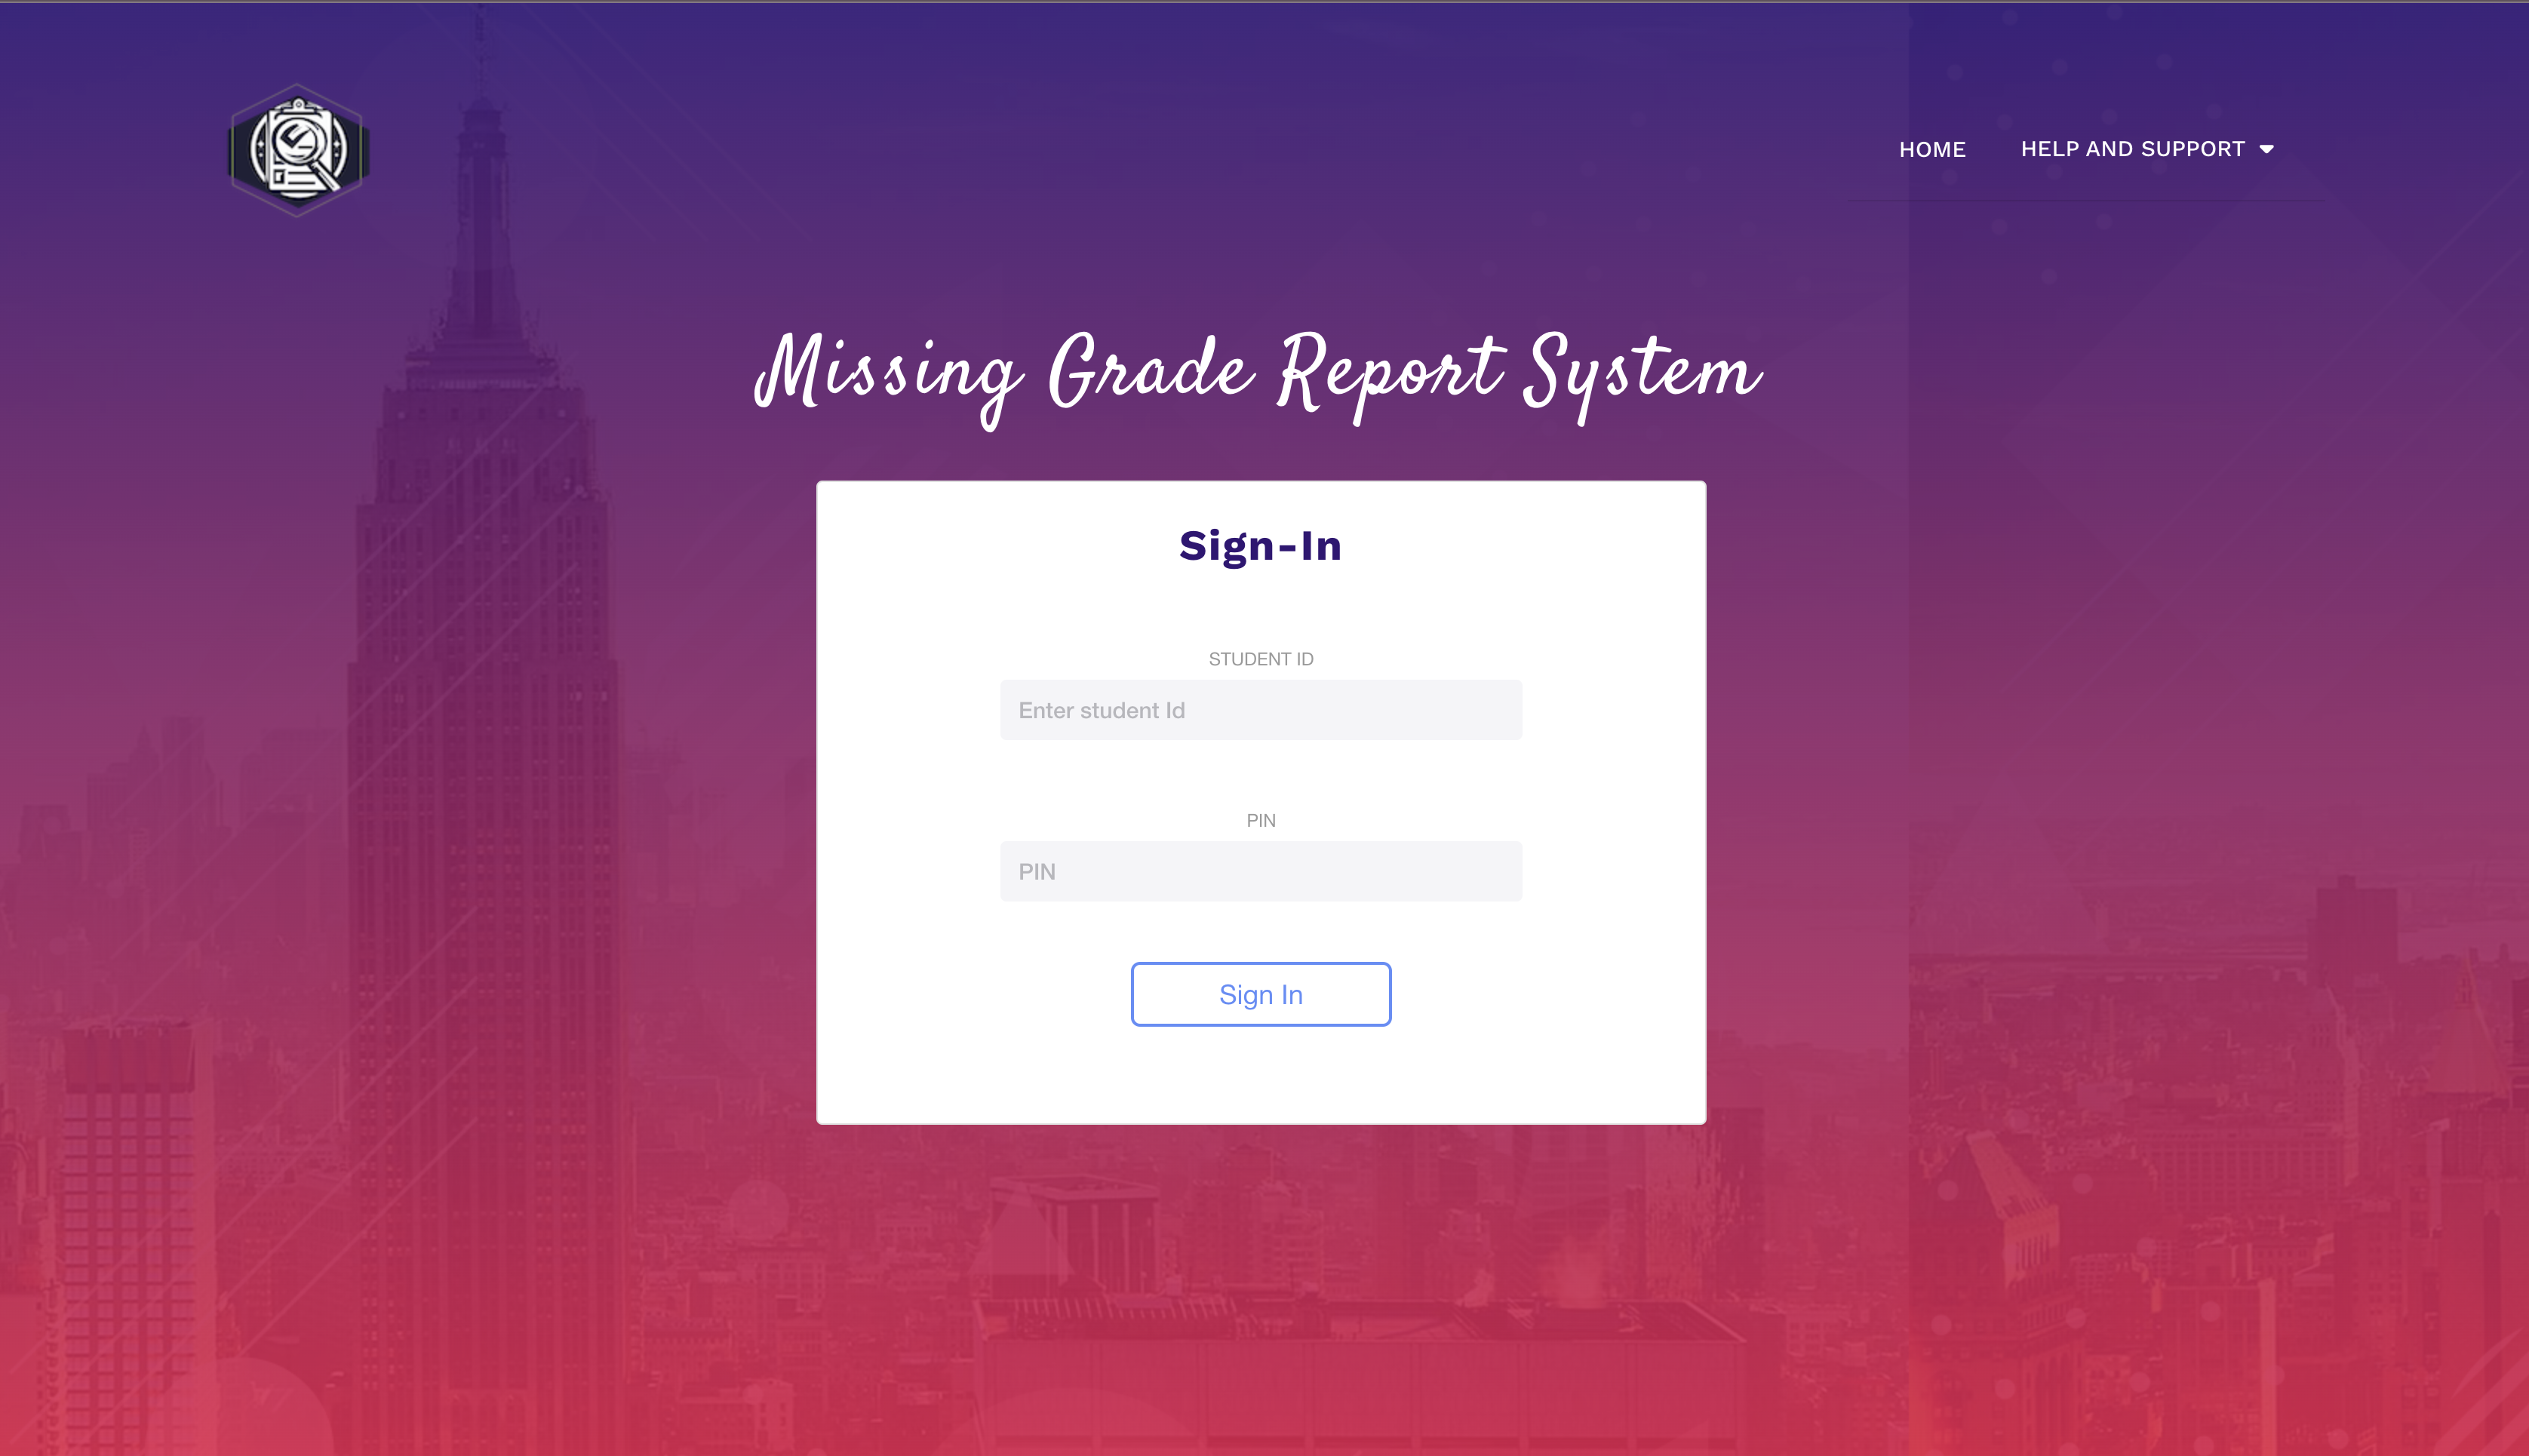 HOME
HELP AND SUPPORT
Missing Grade Report System
Sign-In
STUDENT ID
Enter student Id
PIN
PIN
Sign In